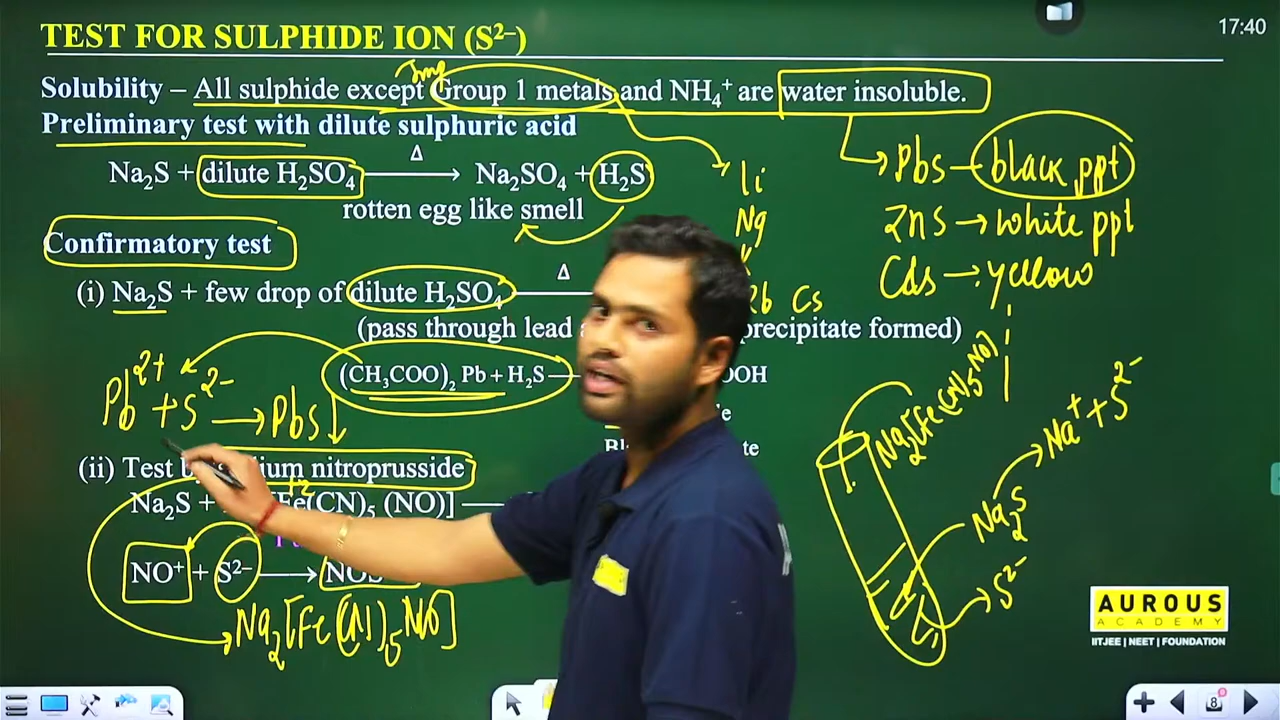 17:40
TEST FOR SULPHIDE ION (S²⁻)
Solubility – All sulphide except Group 1 metals and NH₄⁺ are water insoluble.
Preliminary test with dilute sulphuric acid
Δ
Na₂S + dilute H₂SO₄ ⟶ Na₂SO₄ + H₂S
rotten egg like smell
Confirmatory test
Δ
(i) Na₂S + few drop of dilute H₂SO₄
(pass through lead precipitate formed)
(CH₃COO)₂ Pb + H₂S
Pb²⁺ + S²⁻ → Pbs ↓
(ii) Test nitroprusside
Na₂S + Fe(CN)₅ (NO)] —
+2
NO⁺ + S²⁻ ⟶
Na₂[Fe(CN)₅NO]
li
K
Rb Cs
Pbs – black ppt
Zns → white ppt
Cds → yellow
Na₂[Fe(CN)₅NO]
Na⁺ + S²⁻
Na₂S
S²⁻
AUROUS
ACADEMY
IITJEE | NEET | FOUNDATION
8